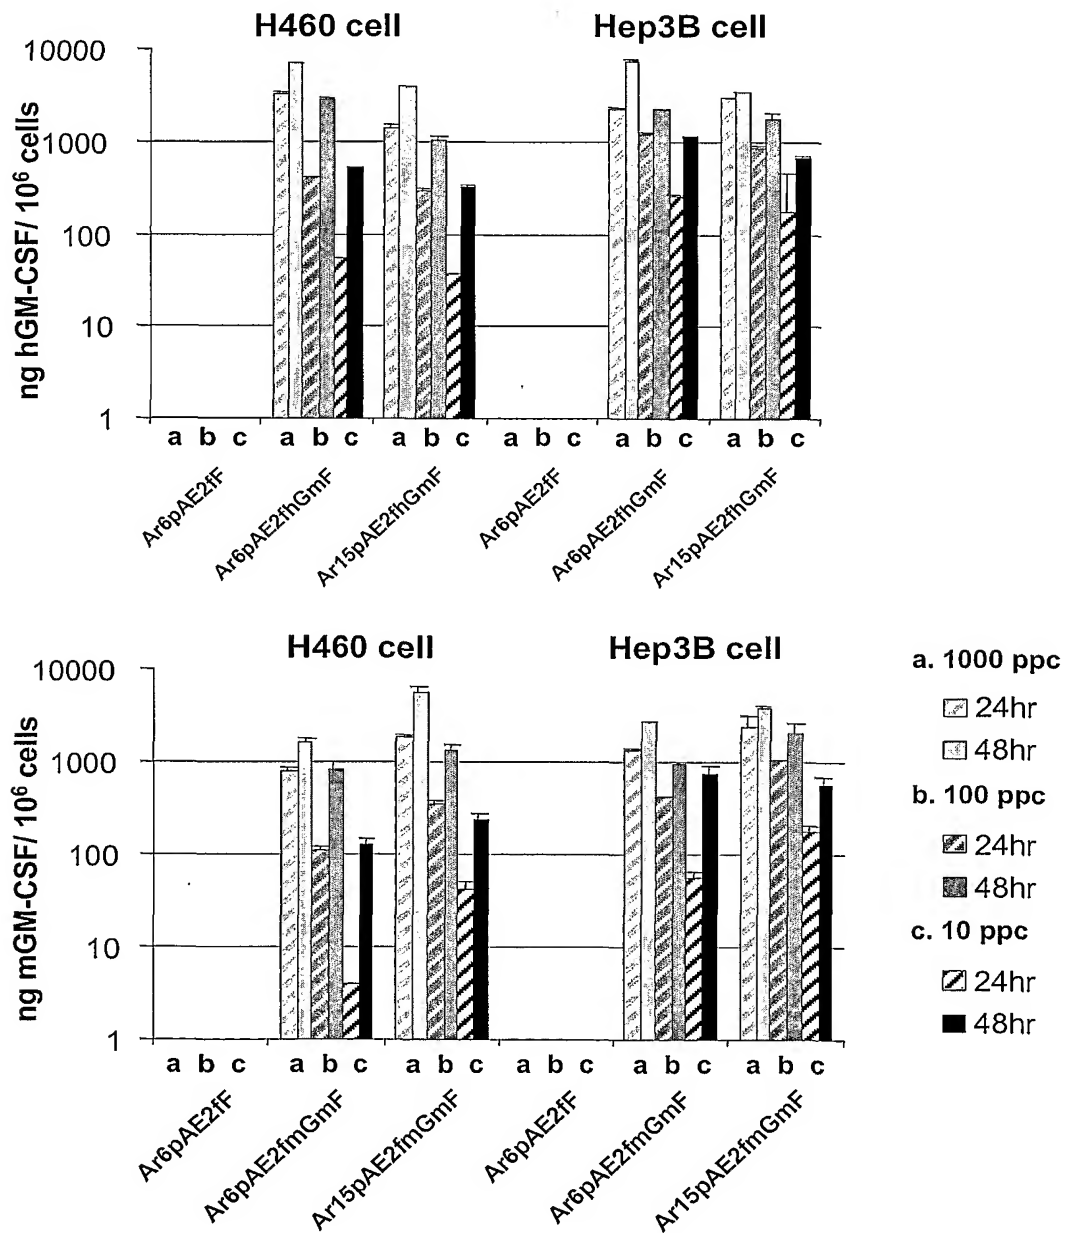 H460 cell Hep3B cell
10000
1000
100
10
1
ng hGM-CSF/ 10⁶ cells
a b c a b c a b c a b c a b c a b c
Ar6pAE2fF
Ar6pAE2fhGmF
Ar15pAE2fhGmF
Ar6pAE2fF
Ar6pAE2fhGmF
Ar15pAE2fhGmF
H460 cell Hep3B cell
10000
1000
100
10
1
ng mGM-CSF/ 10⁶ cells
a b c a b c a b c a b c a b c a b c
Ar6pAE2fF
Ar6pAE2fmGmF
Ar15pAE2fmGmF
Ar6pAE2fF
Ar6pAE2fmGmF
Ar15pAE2fmGmF
a. 1000 ppc
24hr
48hr
b. 100 ppc
24hr
48hr
c. 10 ppc
24hr
48hr